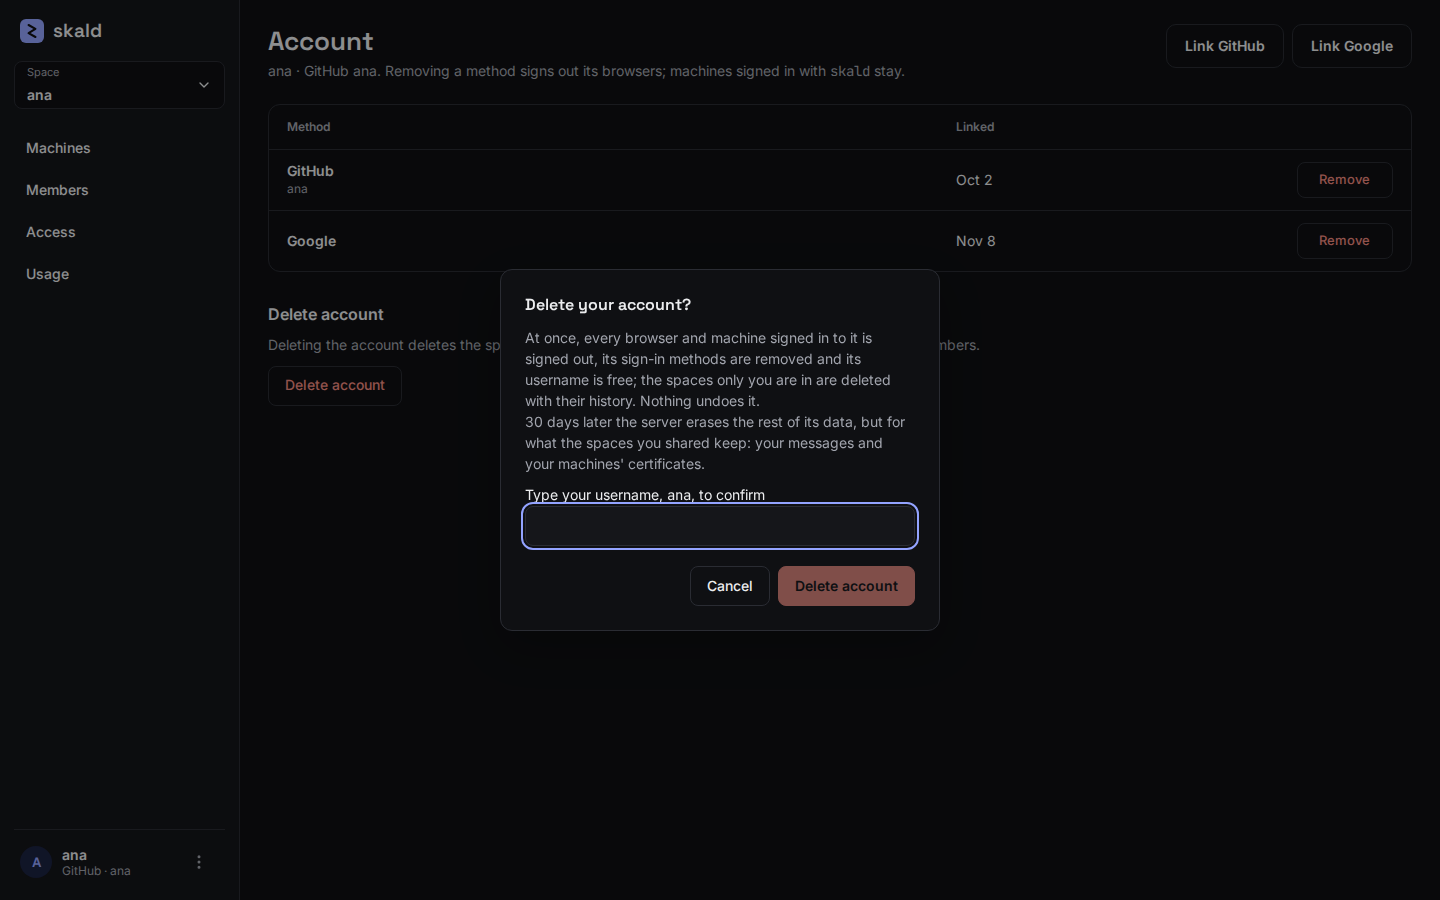 skald
Space
ana
Machines
Members
Access
Usage
ana
GitHub · ana
A
Account
ana · GitHub ana. Removing a method signs out its browsers; machines signed in with skald stay.
Link GitHub
Link Google
Method Linked
GitHub
ana
Oct 2
Remove
Google
Nov 8
Remove
Delete account
Deleting the account deletes the sp
mbers.
Delete account
Delete your account?
At once, every browser and machine signed in to it is
signed out, its sign-in methods are removed and its
username is free; the spaces only you are in are deleted
with their history. Nothing undoes it.
30 days later the server erases the rest of its data, but for
what the spaces you shared keep: your messages and
your machines' certificates.
Type your username, ana, to confirm
Cancel
Delete account